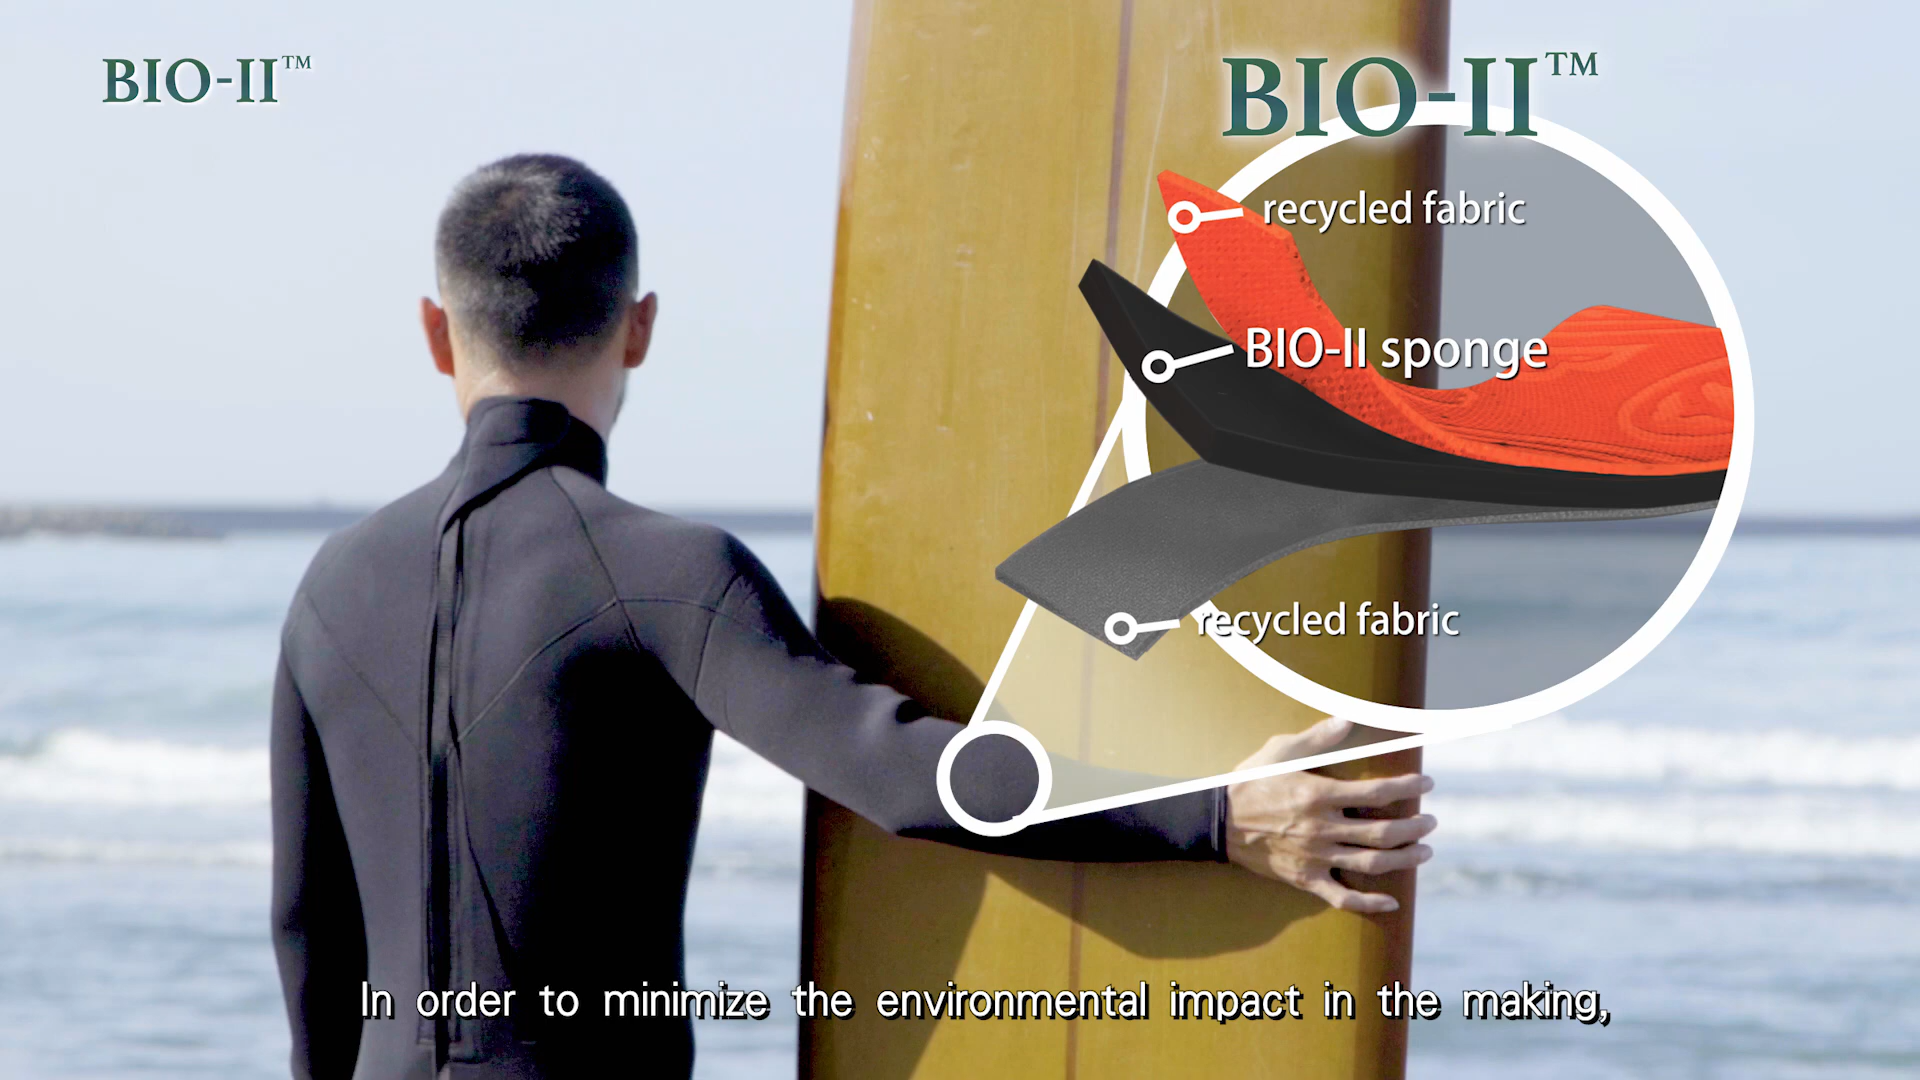 BIO-II™
BIO-II™
recycled fabric
BIO-II sponge
recycled fabric
In order to minimize the environmental impact in the making,